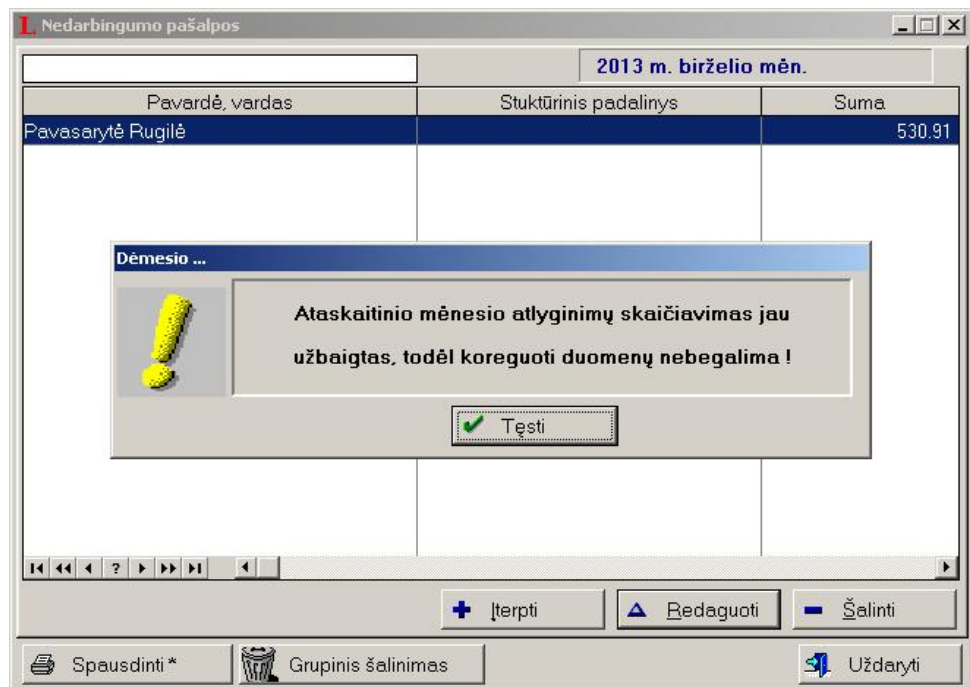 L Nedarbingumo pašalpos
2013 m. birželio mėn.
Pavardė, vardas Stuktūrinis padalinys Suma
Pavasarytė Rugilė 530.91
Dėmesio ...
Ataskaitinio mėnesio atlyginimų skaičiavimas jau
užbaigtas, todėl koreguoti duomenų nebegalima !
Tęsti
?
Įterpti Redaguoti Šalinti
Spausdinti* Grupinis šalinimas Uždaryti